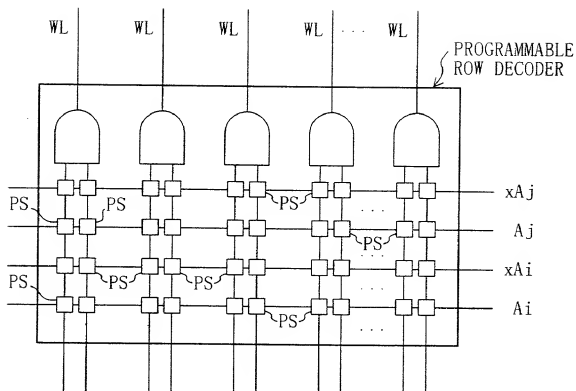 WL WL WL WL ... WL
PROGRAMMABLE
ROW DECODER
PS xAj
PS PS ...
Aj
PS ...
PS xAi
PS PS ...
Ai
PS ...